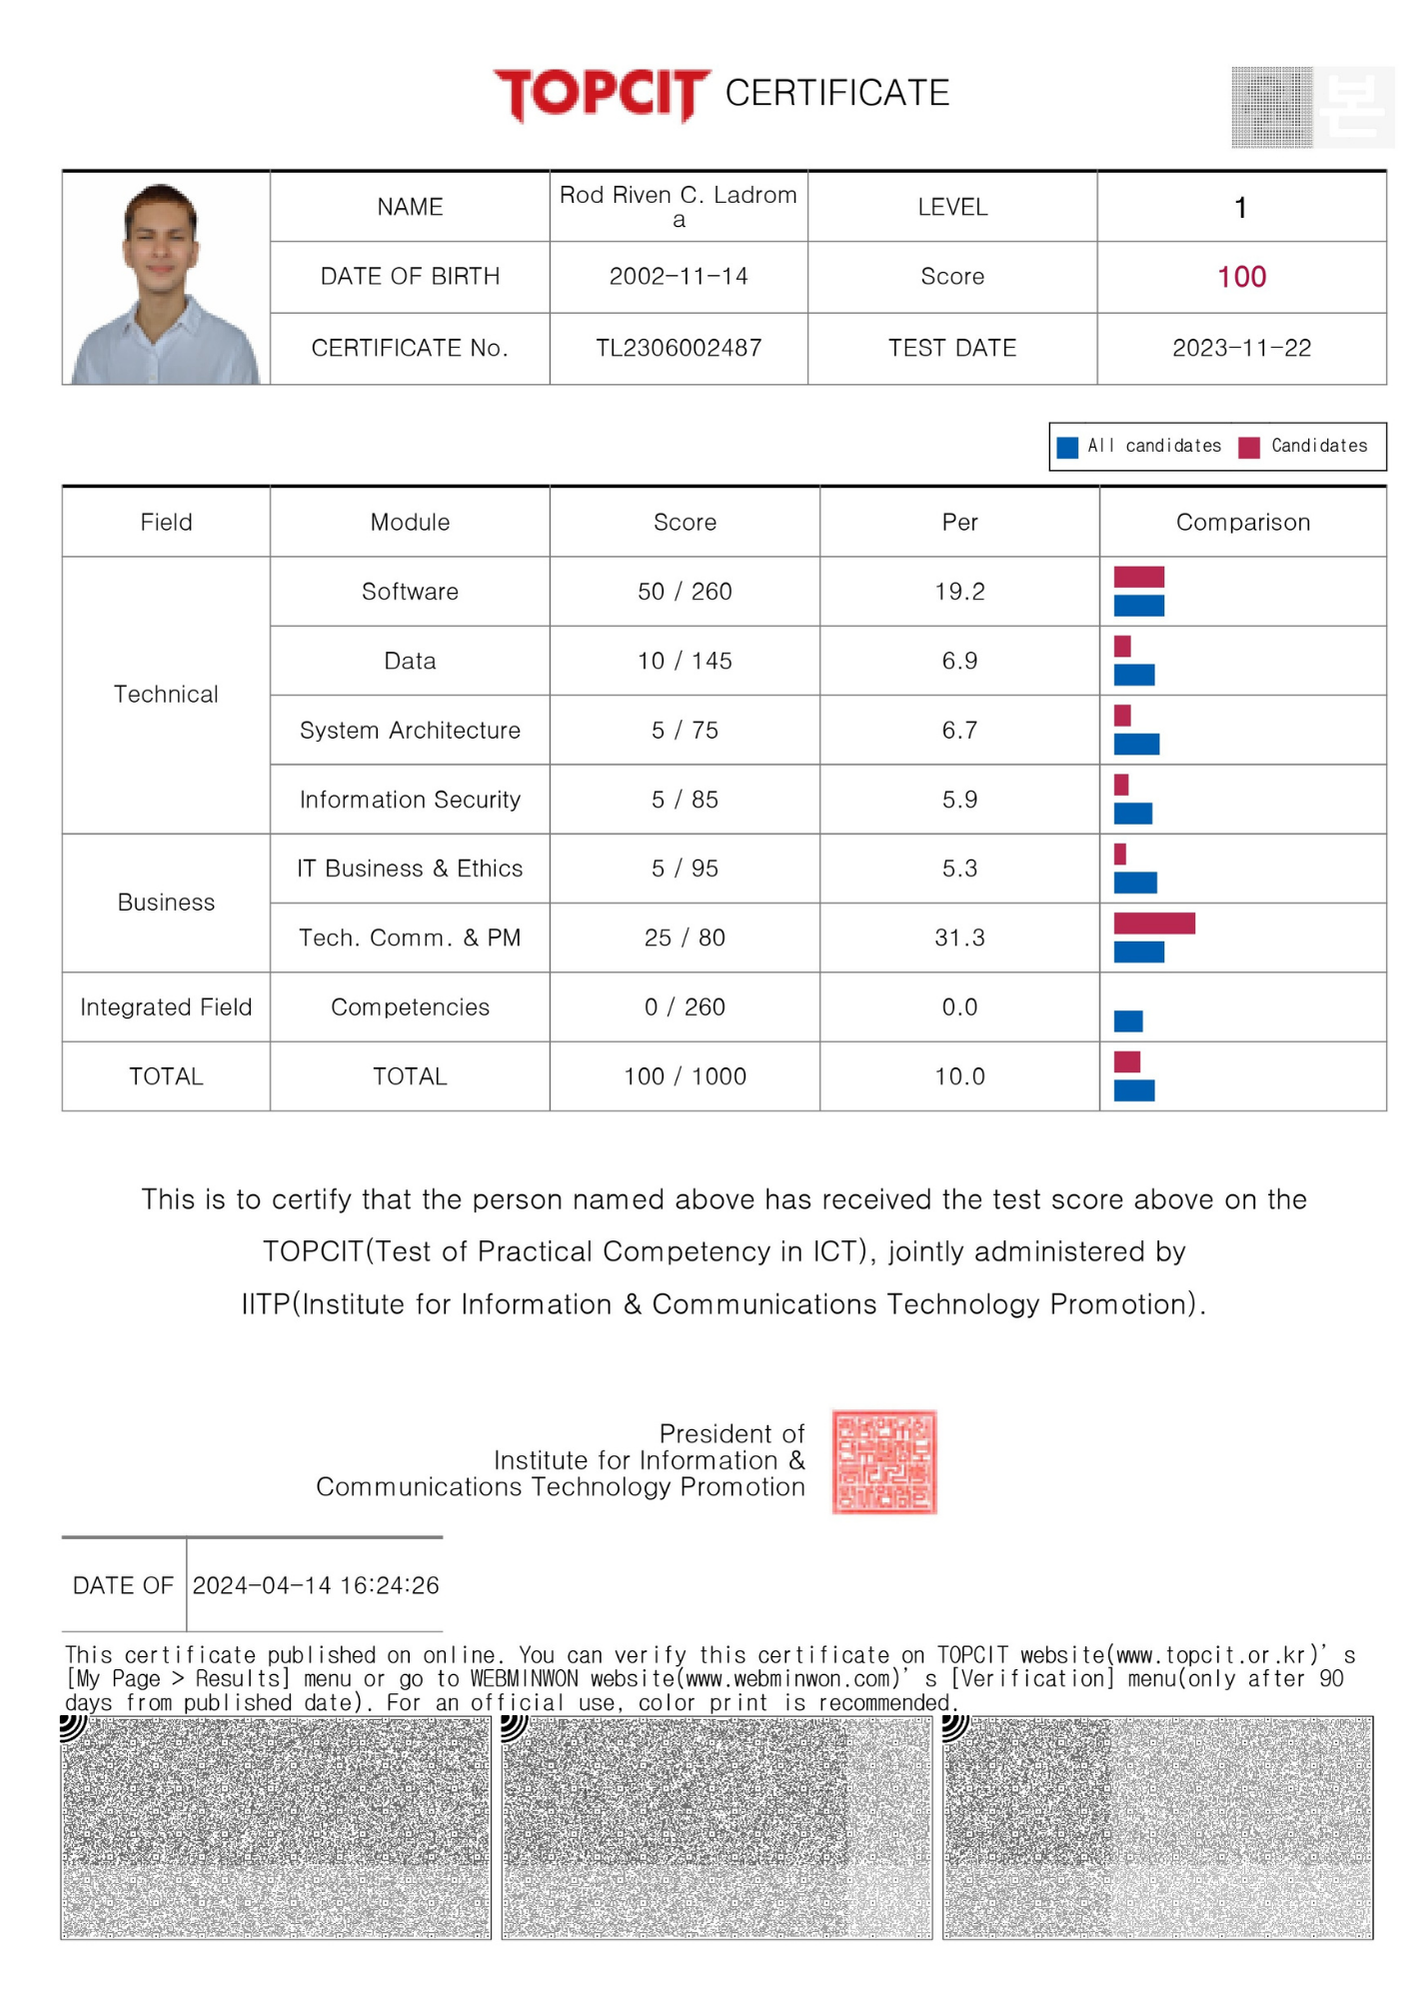 TOPCIT CERTIFICATE
본
NAME
Rod Riven C. Ladrom
a
LEVEL
1
DATE OF BIRTH
2002-11-14
Score
100
CERTIFICATE No.
TL2306002487
TEST DATE
2023-11-22
All candidates
Candidates
Field
Module
Score
Per
Comparison
Technical
Software
50 / 260
19.2
Data
10 / 145
6.9
System Architecture
5 / 75
6.7
Information Security
5 / 85
5.9
Business
IT Business & Ethics
5 / 95
5.3
Tech. Comm. & PM
25 / 80
31.3
Integrated Field
Competencies
0 / 260
0.0
TOTAL
TOTAL
100 / 1000
10.0
This is to certify that the person named above has received the test score above on the
TOPCIT(Test of Practical Competency in ICT), jointly administered by
IITP(Institute for Information & Communications Technology Promotion).
President of
Institute for Information &
Communications Technology Promotion
DATE OF
2024-04-14 16:24:26
This certificate published on online. You can verify this certificate on TOPCIT website(www.topcit.or.kr)’s
[My Page > Results] menu or go to WEBMINWON website(www.webminwon.com)’s [Verification] menu(only after 90
days from published date). For an official use, color print is recommended.